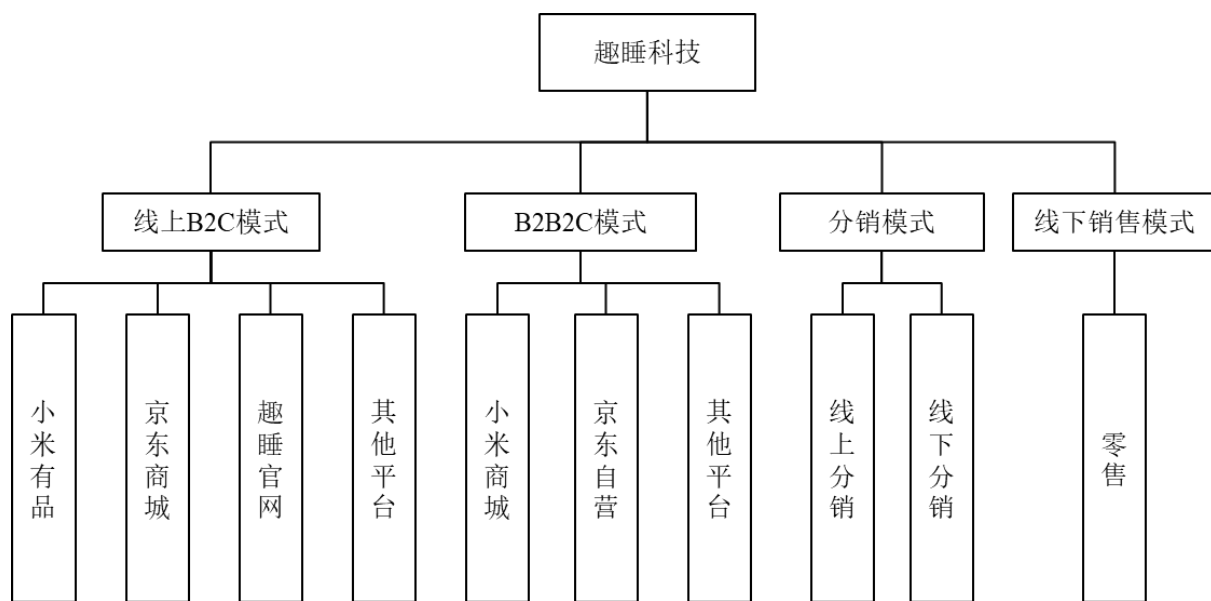 趣睡科技
线上B2C模式
B2B2C模式
分销模式
线下销售模式
小米有品
京东商城
趣睡官网
其他平台
小米商城
京东自营
其他平台
线上分销
线下分销
零售